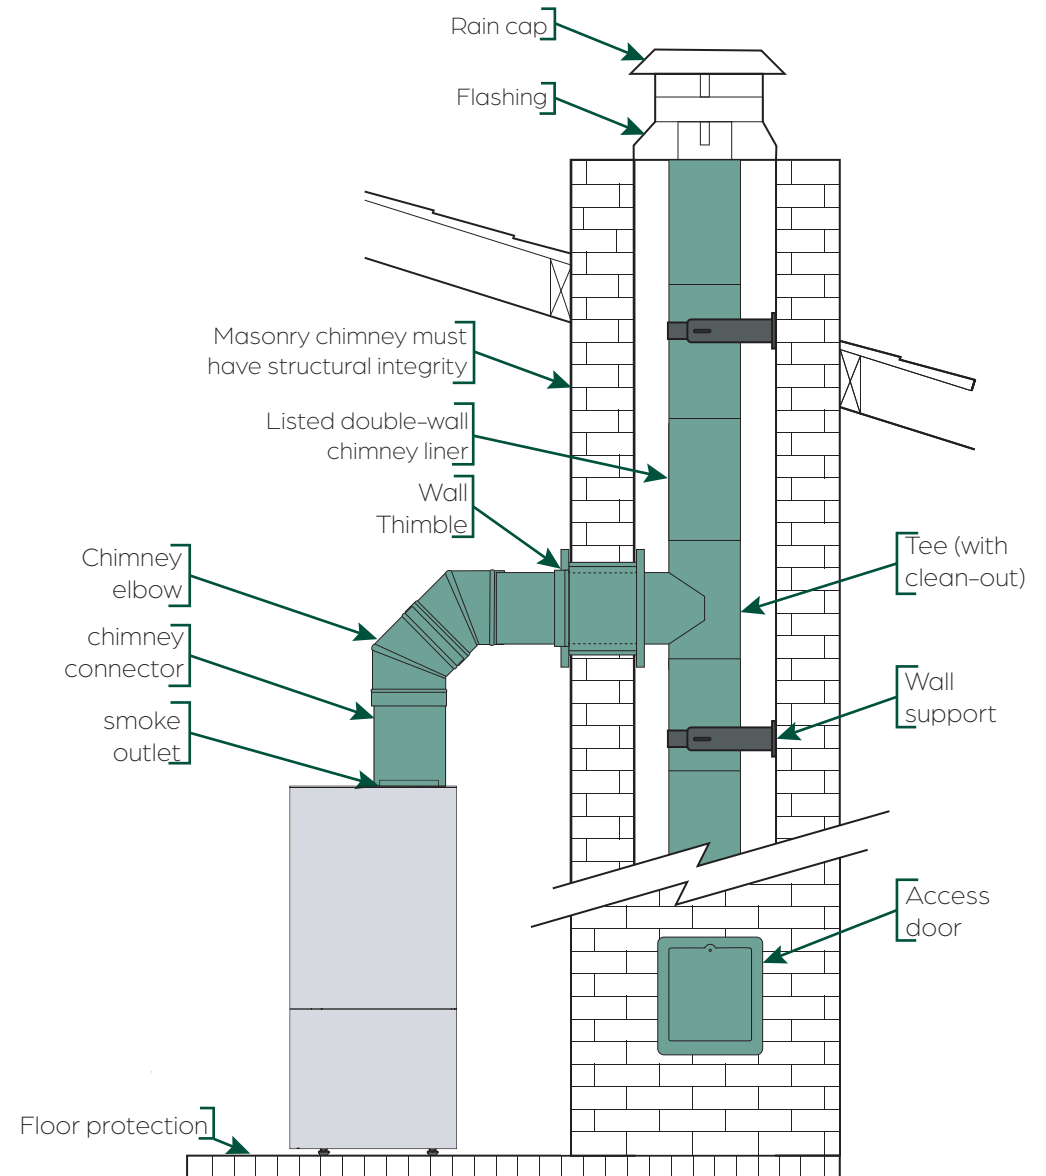 Rain cap
Flashing
Masonry chimney must
have structural integrity
Listed double-wall
chimney liner
Wall
Thimble
Chimney
elbow
chimney
connector
smoke
outlet
Tee (with
clean-out)
Wall
support
Access
door
Floor protection